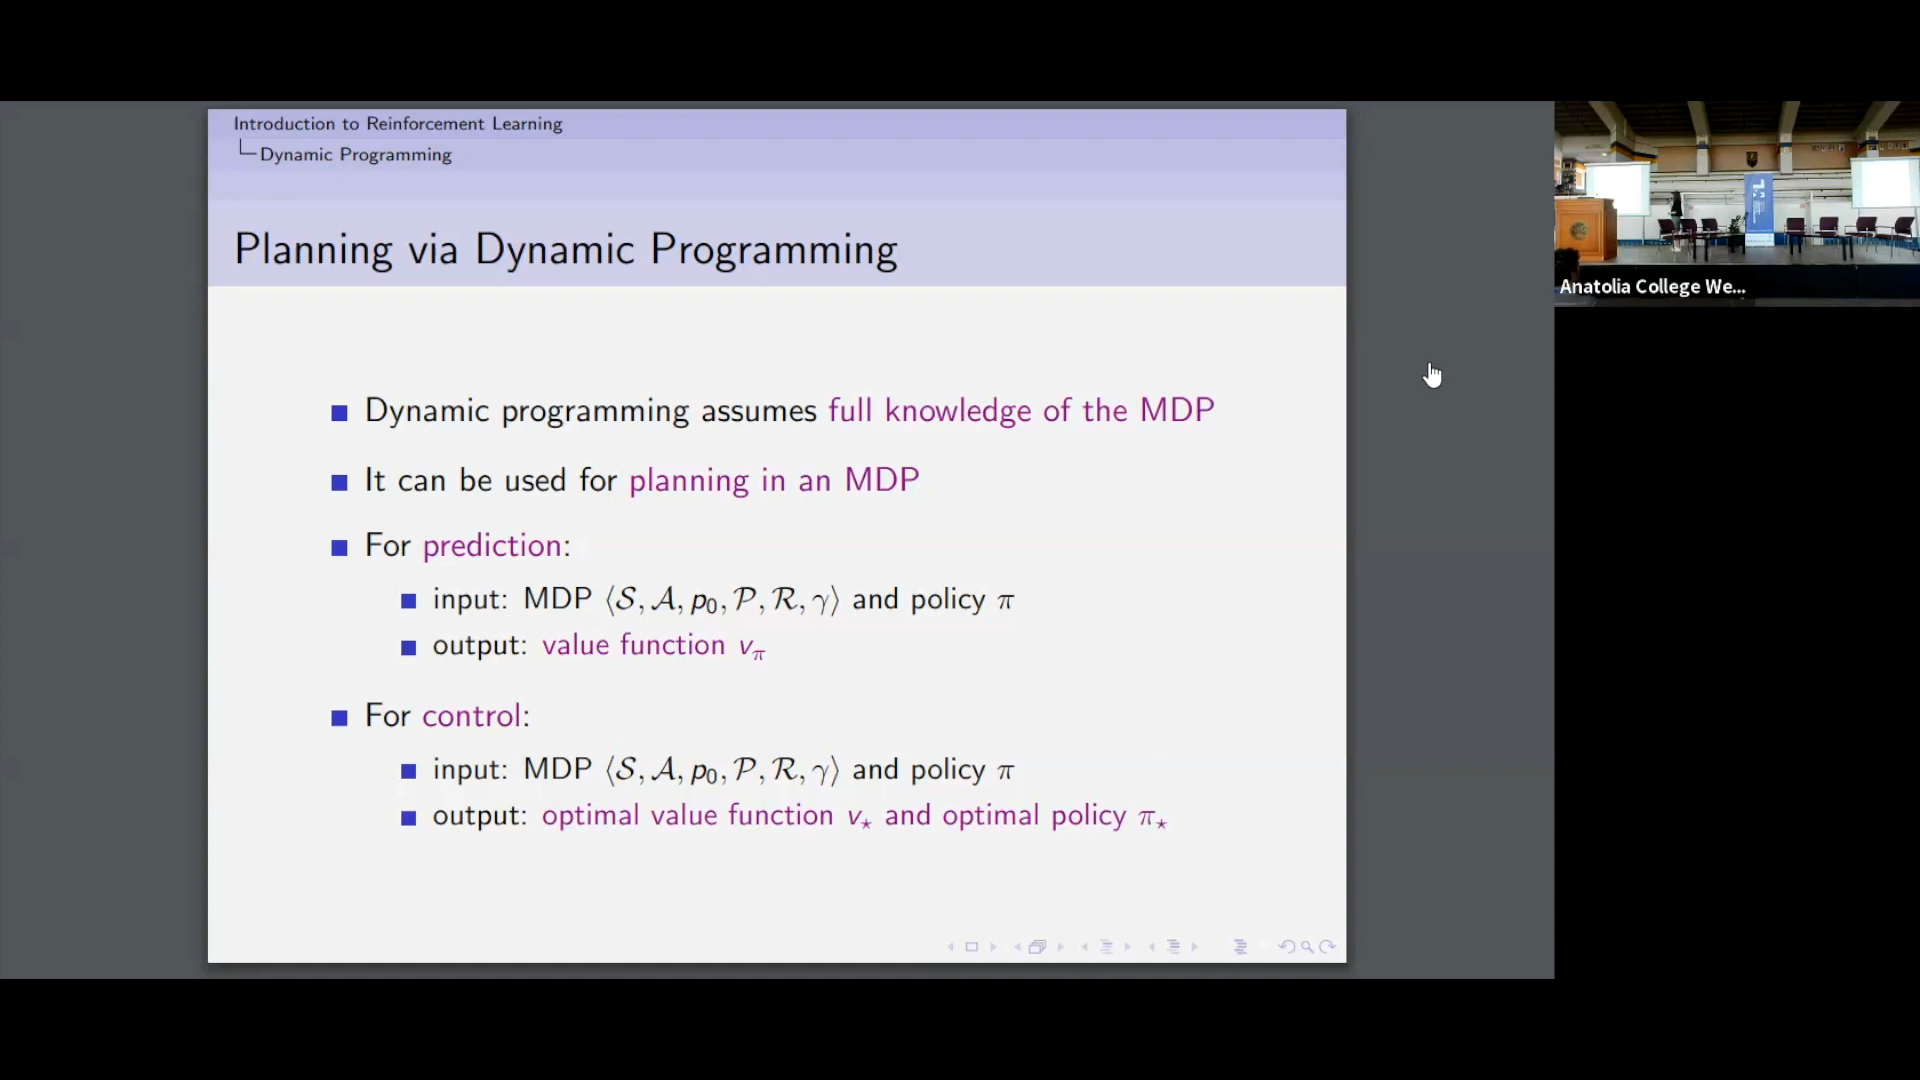 Introduction to Reinforcement Learning
Dynamic Programming
Planning via Dynamic Programming
Dynamic programming assumes full knowledge of the MDP
It can be used for planning in an MDP
For prediction:
input: MDP ⟨𝒮, 𝒜, p₀, 𝒫, ℛ, γ⟩ and policy π
output: value function v_π
For control:
input: MDP ⟨𝒮, 𝒜, p₀, 𝒫, ℛ, γ⟩ and policy π
output: optimal value function v⋆ and optimal policy π⋆
Anatolia College We...